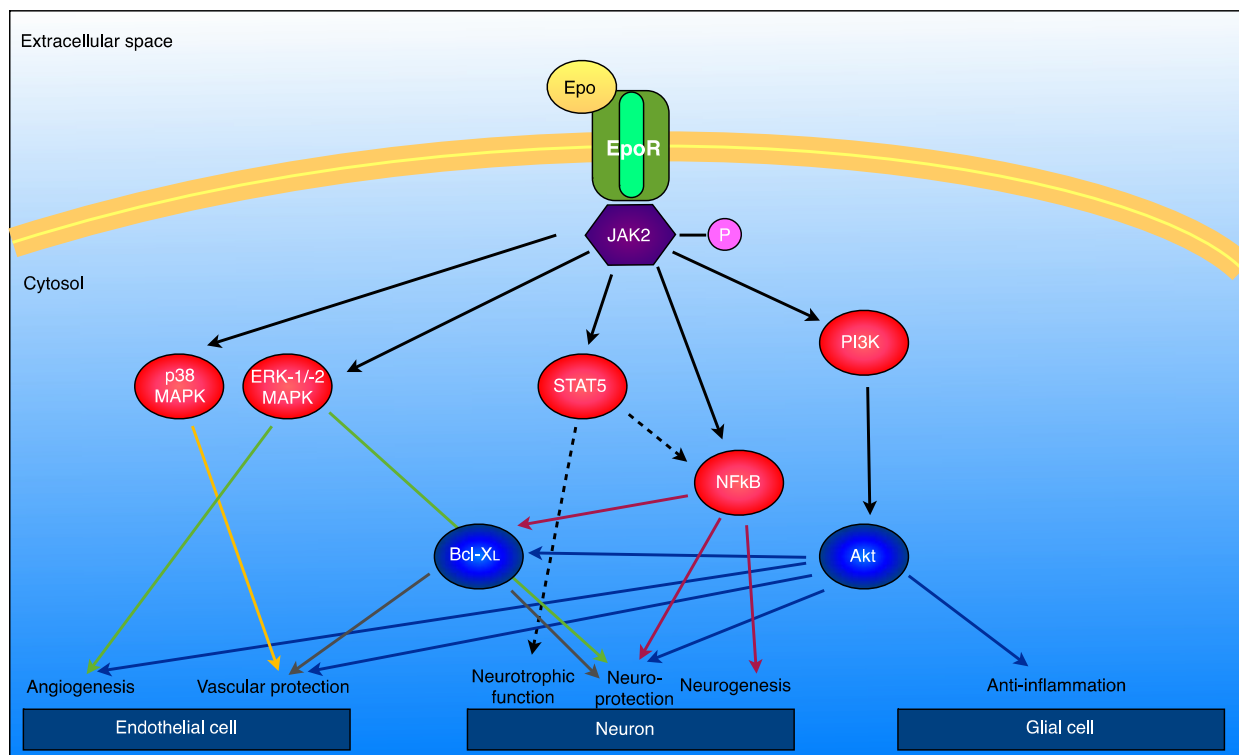 Extracellular space
Epo
EpoR
JAK2
P
Cytosol
PI3K
p38
MAPK
ERK-1/-2
MAPK
STAT5
NFkB
Bcl-XL
Akt
Angiogenesis
Vascular protection
Neurotrophic
function
Neuro-
protection
Neurogenesis
Anti-inflammation
Endothelial cell
Neuron
Glial cell